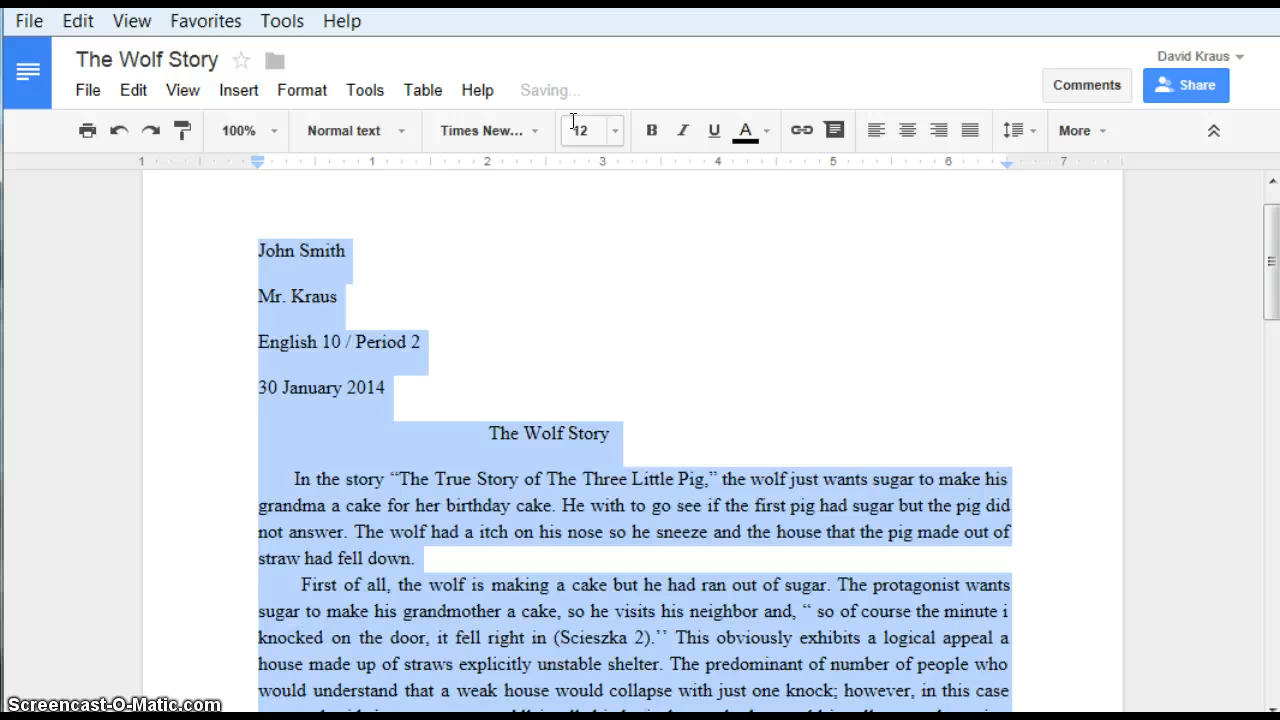 File Edit View Favorites Tools Help
The Wolf Story
David Kraus
File Edit View Insert Format Tools Table Help Saving...
Comments Share
100% Normal text Times New... 12 B I U A More
1 1 2 3 4 5 6 7
John Smith
Mr. Kraus
English 10 / Period 2
30 January 2014
The Wolf Story
In the story “The True Story of The Three Little Pig,” the wolf just wants sugar to make his
grandma a cake for her birthday cake. He with to go see if the first pig had sugar but the pig did
not answer. The wolf had a itch on his nose so he sneeze and the house that the pig made out of
straw had fell down.
First of all, the wolf is making a cake but he had ran out of sugar. The protagonist wants
sugar to make his grandmother a cake, so he visits his neighbor and, “ so of course the minute i
knocked on the door, it fell right in (Scieszka 2).’’ This obviously exhibits a logical appeal a
house made up of straws explicitly unstable shelter. The predominant of number of people who
would understand that a weak house would collapse with just one knock; however, in this case
Screencast-O-Matic.com